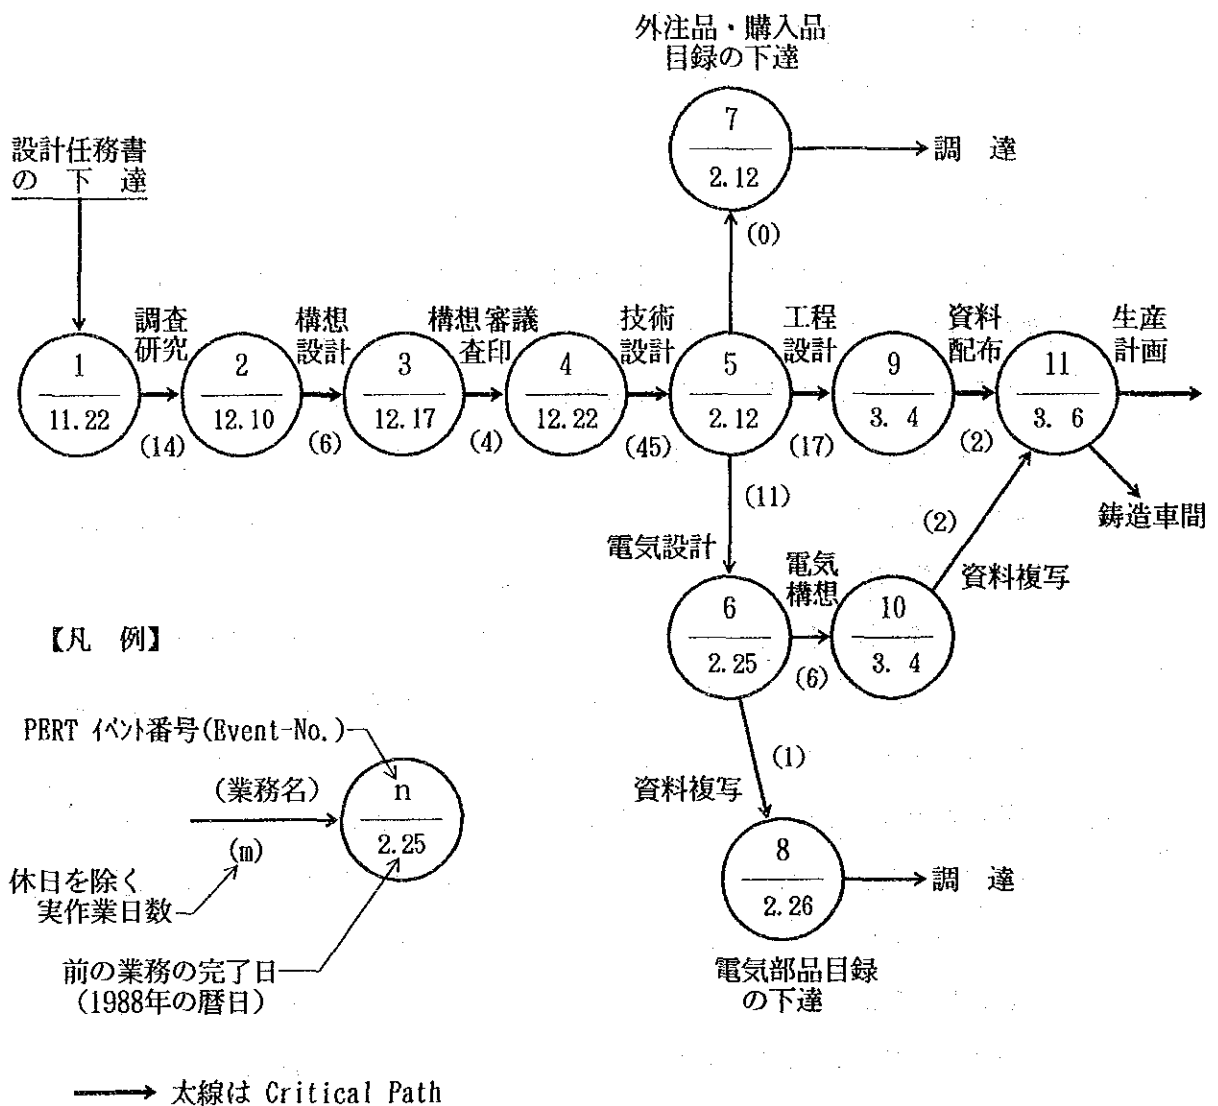 外注品・購入品
目録の下達
7
2.12
調 達
(0)
設計任務書
の 下 達
調査
研究
構想
設計
構想審議
査印
技術
設計
工程
設計
資料
配布
生産
計画
1
11.22
(14)
2
12.10
(6)
3
12.17
(4)
4
12.22
(45)
5
2.12
(17)
9
3. 4
(2)
11
3. 6
鋳造車間
(11)
電気設計
電気
構想
(2)
資料複写
6
2.25
(6)
10
3. 4
(1)
資料複写
8
2.26
調 達
電気部品目録
の下達
【凡 例】
PERT イベント番号(Event-No.)
(業務名)
n
2.25
(m)
休日を除く
実作業日数
前の業務の完了日
(1988年の暦日)
太線は Critical Path